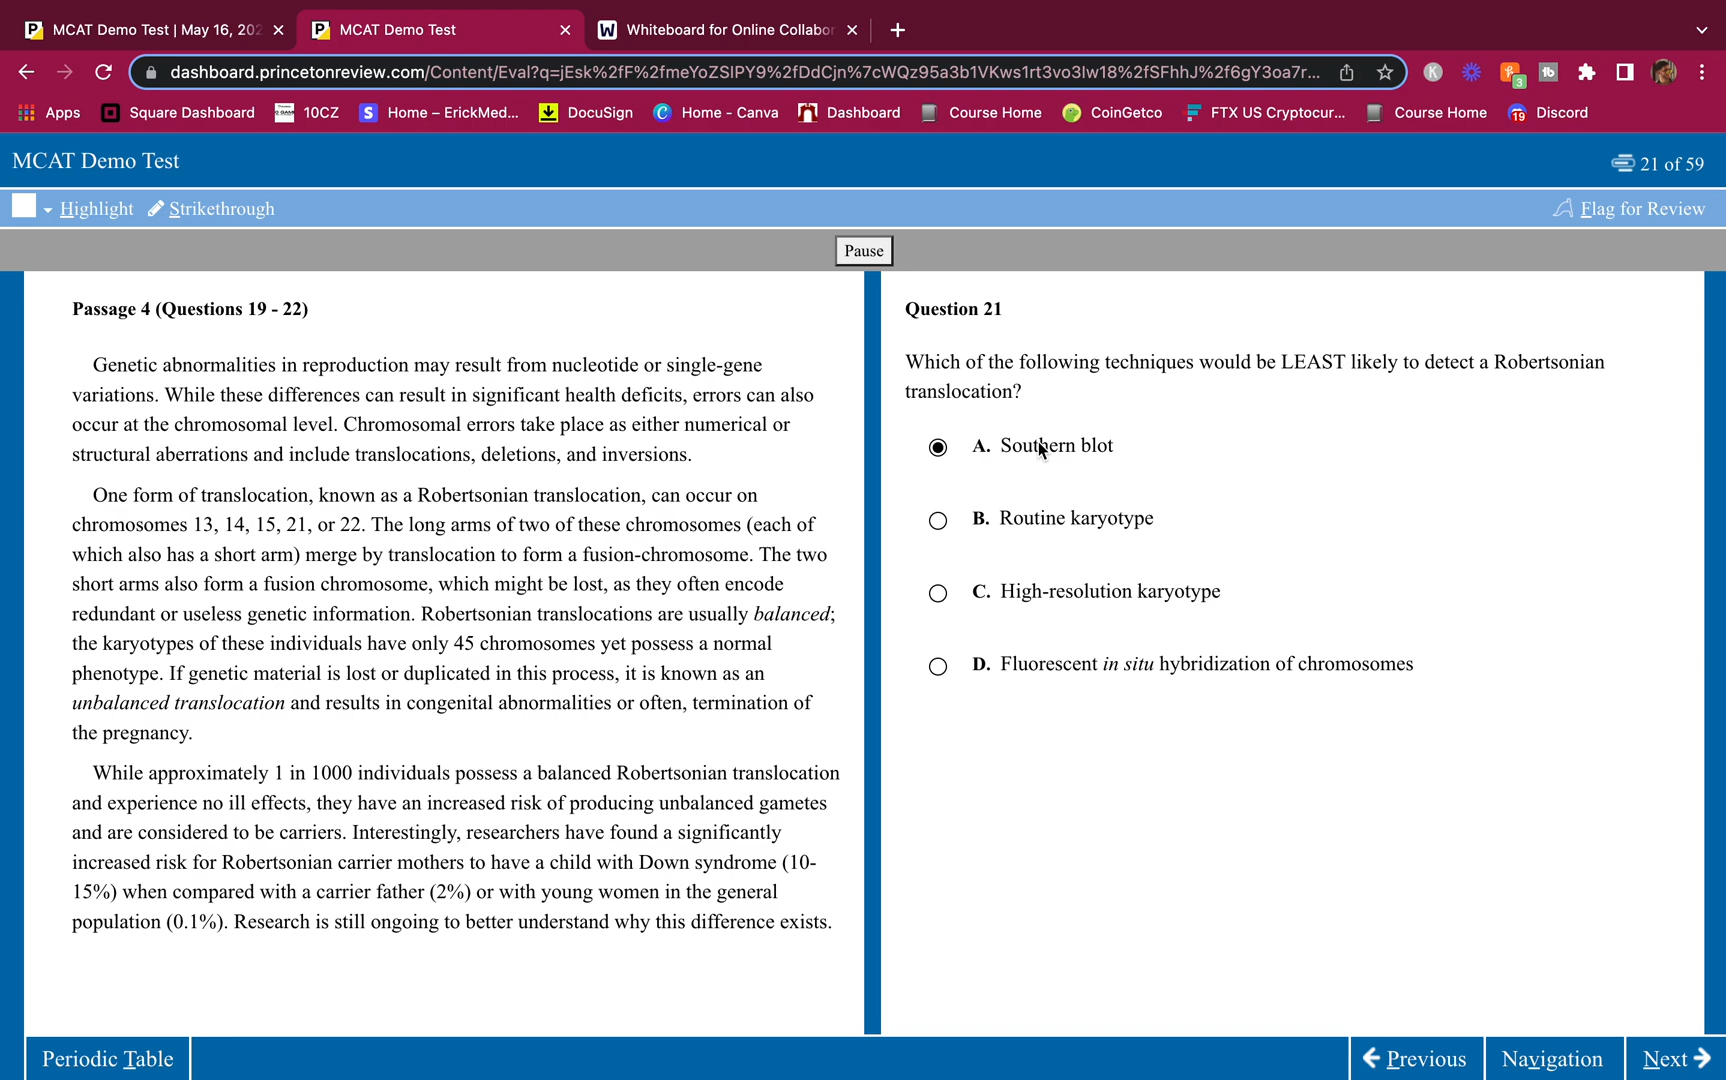 MCAT Demo Test | May 16, 202
MCAT Demo Test
Whiteboard for Online Collabor
dashboard.princetonreview.com/Content/Eval?q=jEsk%2fF%2fmeYoZSIPY9%2fDdCjn%7cWQz95a3b1VKws1rt3vo3lw18%2fSFhhJ%2f6gY3oa7r...
Apps
Square Dashboard
10CZ
Home – ErickMed...
DocuSign
Home - Canva
Dashboard
Course Home
CoinGetco
FTX US Cryptocur...
Course Home
19
Discord
MCAT Demo Test
21 of 59
Highlight
Strikethrough
Flag for Review
Pause
Passage 4 (Questions 19 - 22)
Genetic abnormalities in reproduction may result from nucleotide or single-gene
variations. While these differences can result in significant health deficits, errors can also
occur at the chromosomal level. Chromosomal errors take place as either numerical or
structural aberrations and include translocations, deletions, and inversions.
One form of translocation, known as a Robertsonian translocation, can occur on
chromosomes 13, 14, 15, 21, or 22. The long arms of two of these chromosomes (each of
which also has a short arm) merge by translocation to form a fusion-chromosome. The two
short arms also form a fusion chromosome, which might be lost, as they often encode
redundant or useless genetic information. Robertsonian translocations are usually balanced;
the karyotypes of these individuals have only 45 chromosomes yet possess a normal
phenotype. If genetic material is lost or duplicated in this process, it is known as an
unbalanced translocation and results in congenital abnormalities or often, termination of
the pregnancy.
While approximately 1 in 1000 individuals possess a balanced Robertsonian translocation
and experience no ill effects, they have an increased risk of producing unbalanced gametes
and are considered to be carriers. Interestingly, researchers have found a significantly
increased risk for Robertsonian carrier mothers to have a child with Down syndrome (10-
15%) when compared with a carrier father (2%) or with young women in the general
population (0.1%). Research is still ongoing to better understand why this difference exists.
Question 21
Which of the following techniques would be LEAST likely to detect a Robertsonian
translocation?
A. Southern blot
B. Routine karyotype
C. High-resolution karyotype
D. Fluorescent in situ hybridization of chromosomes
Periodic Table
Previous
Navigation
Next